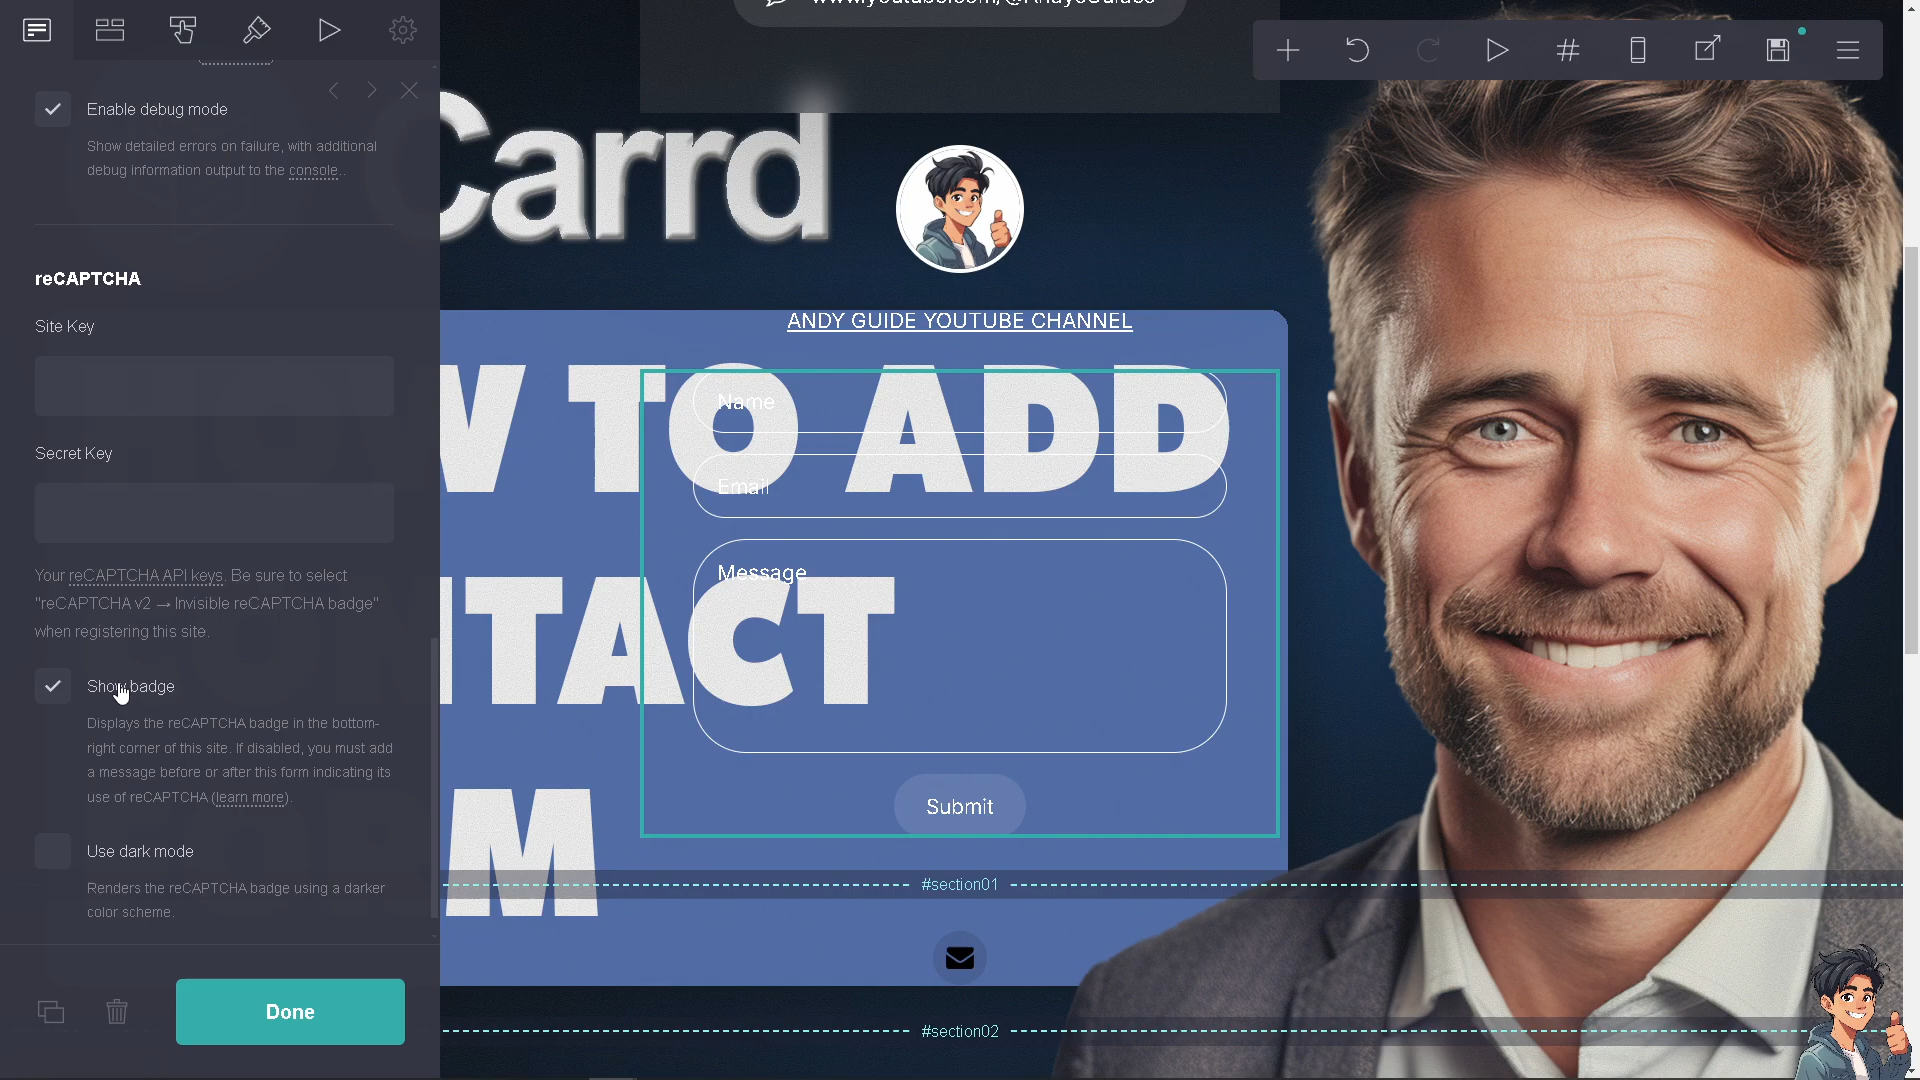 Enable debug mode
Show detailed errors on failure, with additional
debug information output to the console..
reCAPTCHA
Site Key
Secret Key
Your reCAPTCHA API keys. Be sure to select
"reCAPTCHA v2 → Invisible reCAPTCHA badge"
when registering this site.
Show badge
Displays the reCAPTCHA badge in the bottom-
right corner of this site. If disabled, you must add
a message before or after this form indicating its
use of reCAPTCHA (learn more).
Use dark mode
Renders the reCAPTCHA badge using a darker
color scheme.
Done
Carrd
ANDY GUIDE YOUTUBE CHANNEL
W TO ADD
NTACT
M
Name
Email
Message
Submit
#section01
#section02